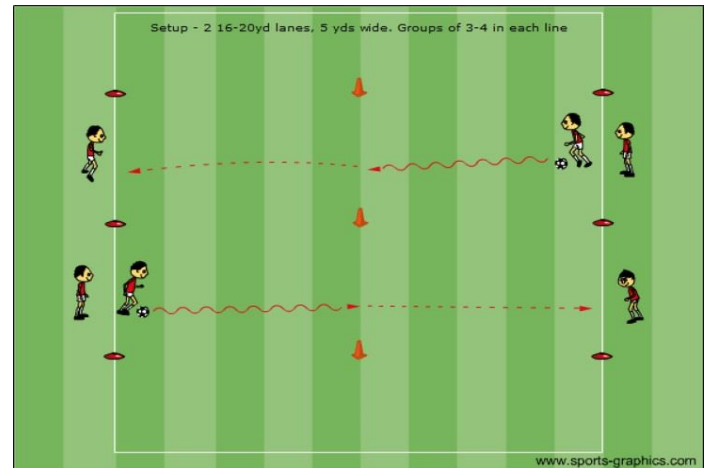 Setup - 2 16-20yd lanes, 5 yds wide. Groups of 3-4 in each line
www.sports-graphics.com